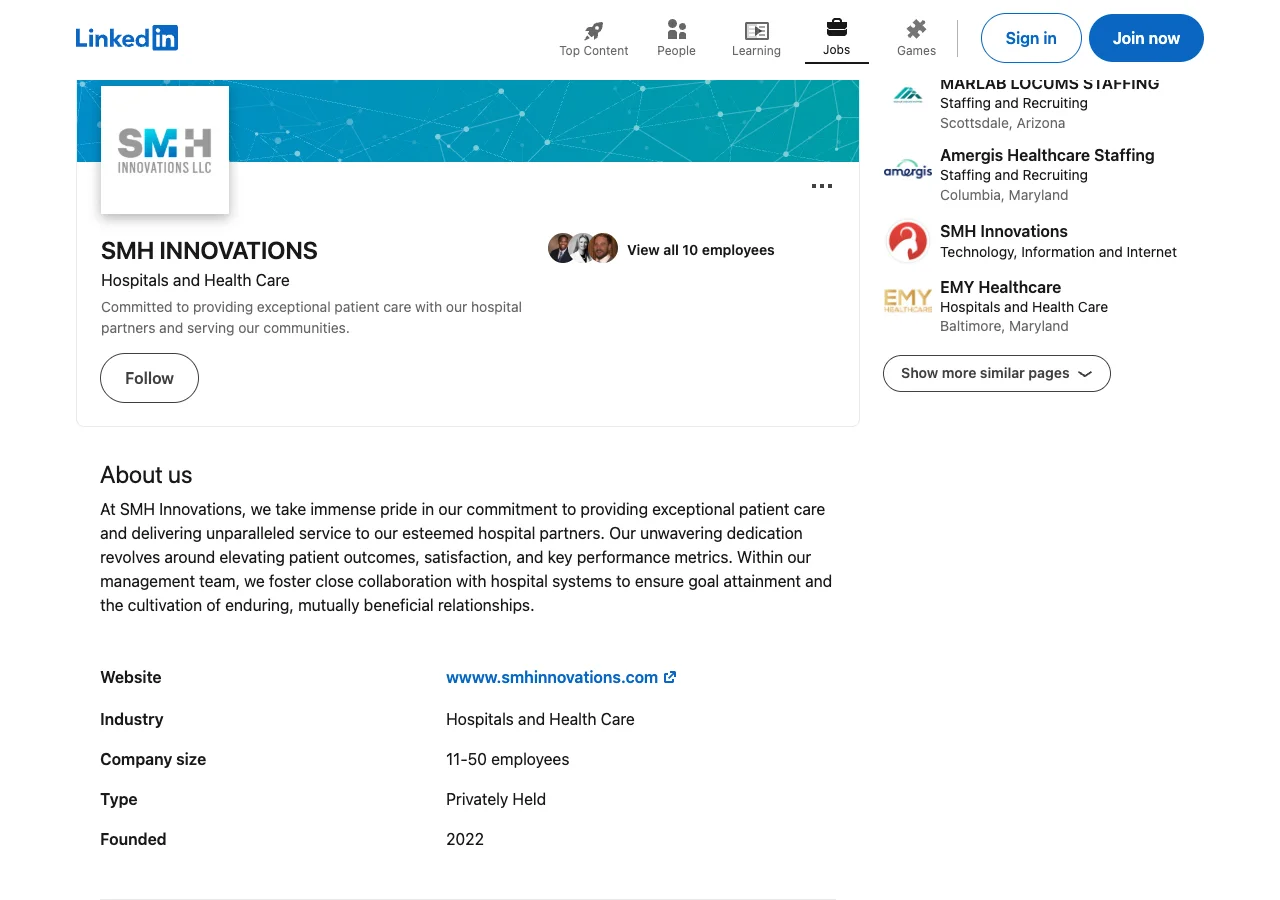 Linked in
Top Content
People
Learning
Jobs
Games
Sign in
Join now
SMH
INNOVATIONS LLC
SMH INNOVATIONS
Hospitals and Health Care
Committed to providing exceptional patient care with our hospital
partners and serving our communities.
View all 10 employees
Follow
About us
At SMH Innovations, we take immense pride in our commitment to providing exceptional patient care
and delivering unparalleled service to our esteemed hospital partners. Our unwavering dedication
revolves around elevating patient outcomes, satisfaction, and key performance metrics. Within our
management team, we foster close collaboration with hospital systems to ensure goal attainment and
the cultivation of enduring, mutually beneficial relationships.
Website
wwww.smhinnovations.com
Industry
Hospitals and Health Care
Company size
11-50 employees
Type
Privately Held
Founded
2022
MARLAB LOCUMS STAFFING
Staffing and Recruiting
Scottsdale, Arizona
amergis
Amergis Healthcare Staffing
Staffing and Recruiting
Columbia, Maryland
SMH Innovations
Technology, Information and Internet
EMY
HEALTHCARE
EMY Healthcare
Hospitals and Health Care
Baltimore, Maryland
Show more similar pages